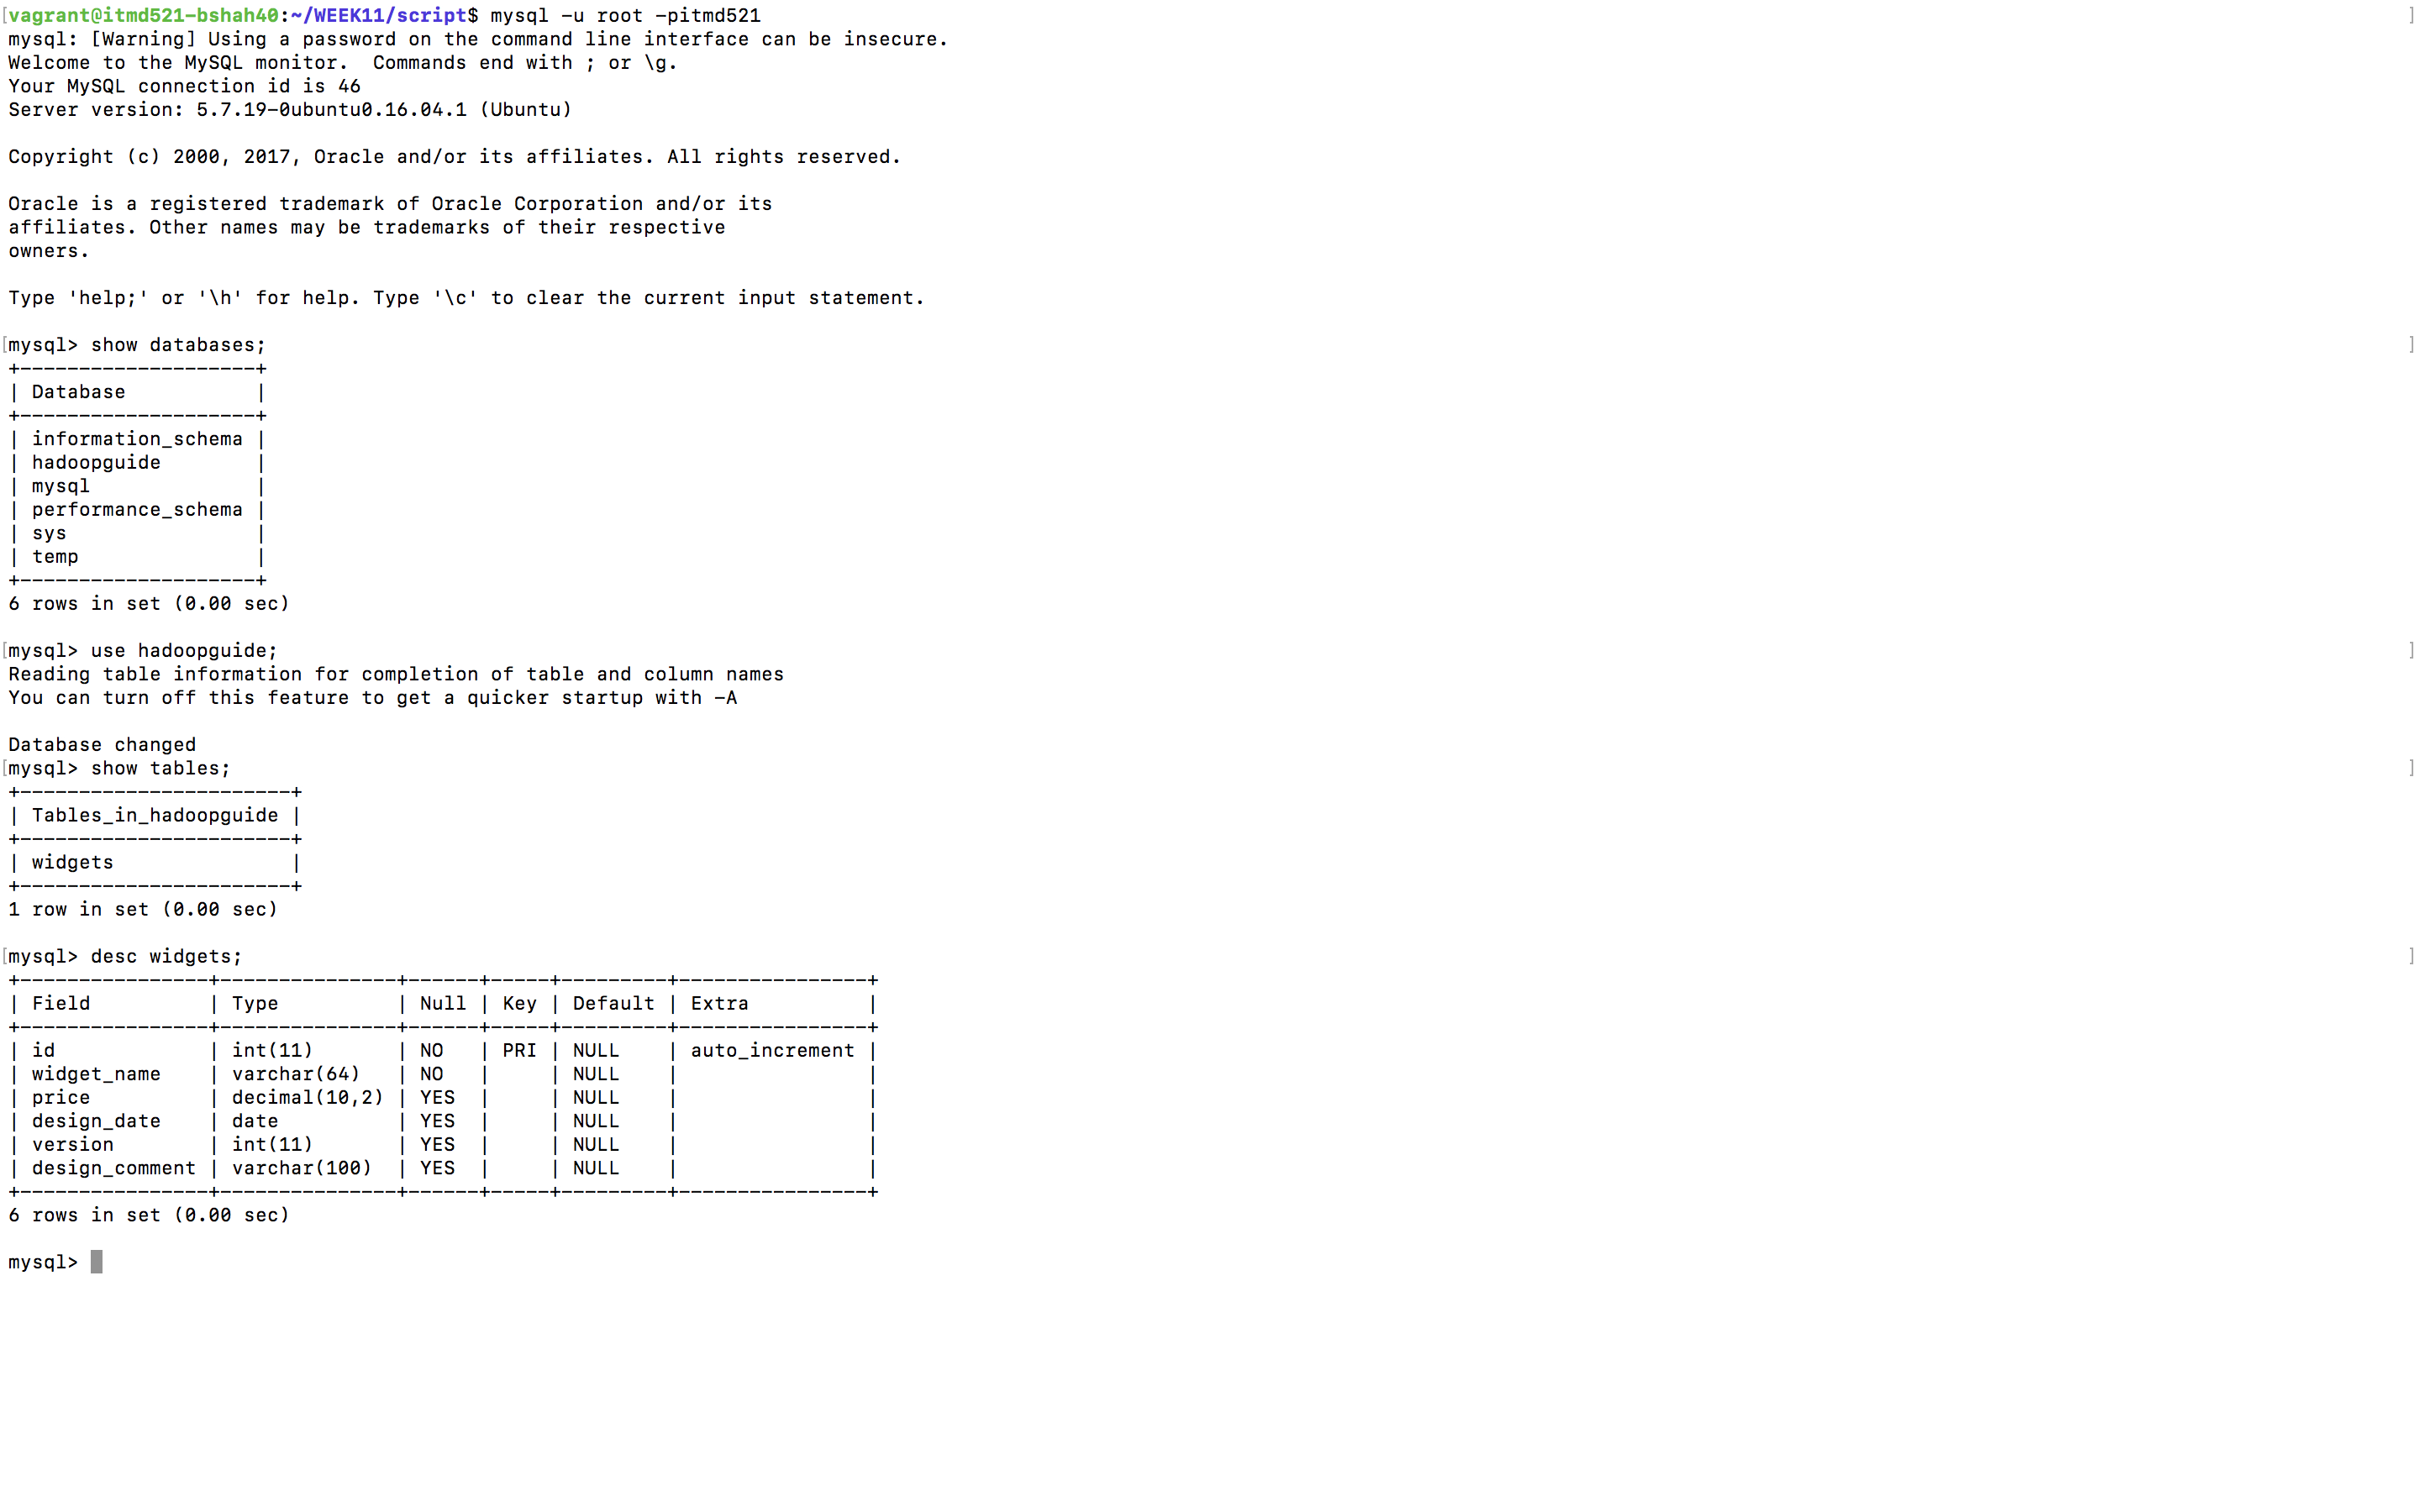 [vagrant@itmd521-bshah40:~/WEEK11/script$ mysql -u root -pitmd521 ]
mysql: [Warning] Using a password on the command line interface can be insecure.
Welcome to the MySQL monitor.  Commands end with ; or \g.
Your MySQL connection id is 46
Server version: 5.7.19-0ubuntu0.16.04.1 (Ubuntu)

Copyright (c) 2000, 2017, Oracle and/or its affiliates. All rights reserved.

Oracle is a registered trademark of Oracle Corporation and/or its
affiliates. Other names may be trademarks of their respective
owners.

Type 'help;' or '\h' for help. Type '\c' to clear the current input statement.

[mysql> show databases; ]
+--------------------+
| Database           |
+--------------------+
| information_schema |
| hadoopguide        |
| mysql              |
| performance_schema |
| sys                |
| temp               |
+--------------------+
6 rows in set (0.00 sec)

[mysql> use hadoopguide; ]
Reading table information for completion of table and column names
You can turn off this feature to get a quicker startup with -A

Database changed
[mysql> show tables; ]
+-----------------------+
| Tables_in_hadoopguide |
+-----------------------+
| widgets               |
+-----------------------+
1 row in set (0.00 sec)

[mysql> desc widgets; ]
+----------------+---------------+------+-----+---------+----------------+
| Field          | Type          | Null | Key | Default | Extra          |
+----------------+---------------+------+-----+---------+----------------+
| id             | int(11)       | NO   | PRI | NULL    | auto_increment |
| widget_name    | varchar(64)   | NO   |     | NULL    |                |
| price          | decimal(10,2) | YES  |     | NULL    |                |
| design_date    | date          | YES  |     | NULL    |                |
| version        | int(11)       | YES  |     | NULL    |                |
| design_comment | varchar(100)  | YES  |     | NULL    |                |
+----------------+---------------+------+-----+---------+----------------+
6 rows in set (0.00 sec)

mysql>